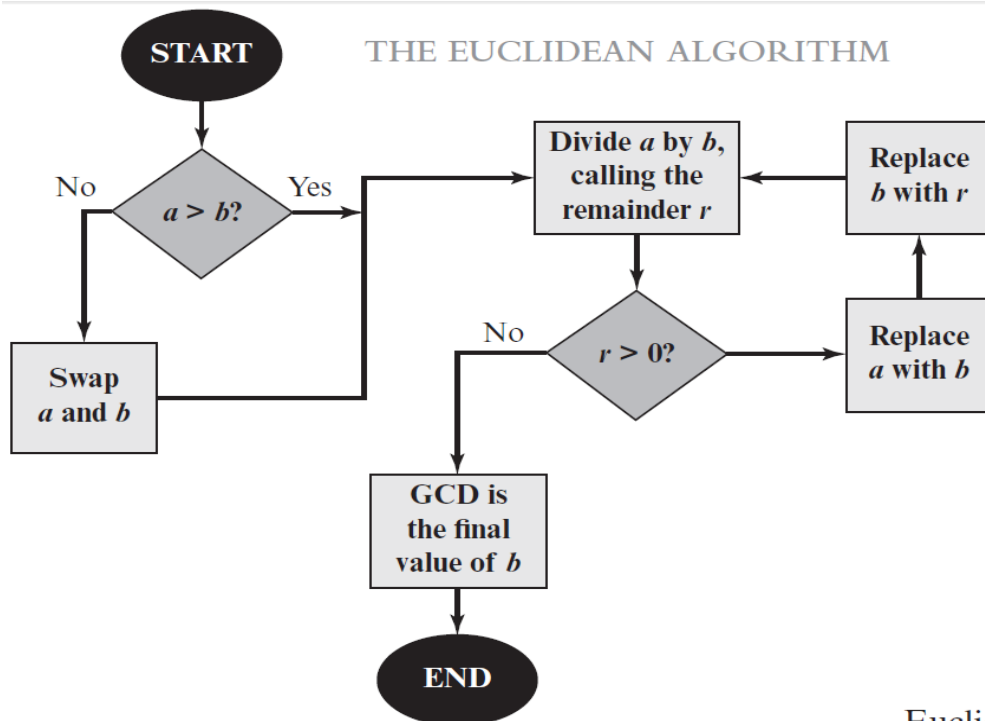 START
THE EUCLIDEAN ALGORITHM
a > b?
No
Yes
Swap
a and b
Divide a by b,
calling the
remainder r
Replace
b with r
r > 0?
No
Replace
a with b
GCD is
the final
value of b
END